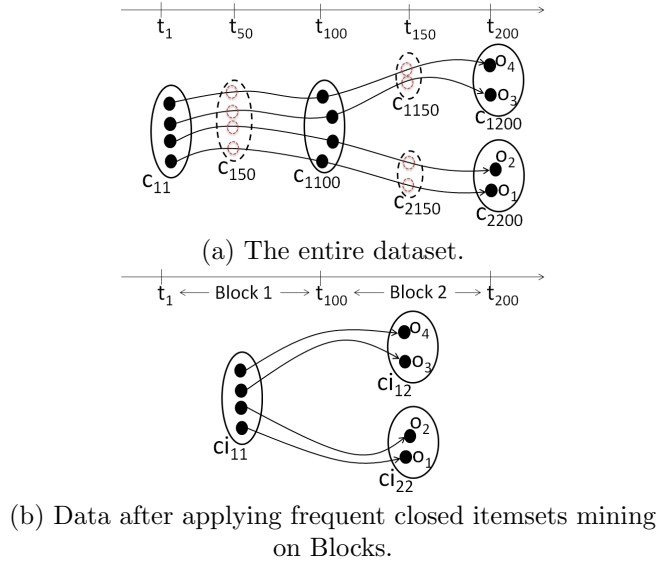 t1 t50 t100 t150 t200
o4
o3
c1150
c1200
o2
o1
c11 c150 c1100
c2150 c2200
(a) The entire dataset.
Block 1 Block 2
t1 t100 t200
o4
o3
ci12
ci11
o2
o1
ci22
(b) Data after applying frequent closed itemsets mining
on Blocks.